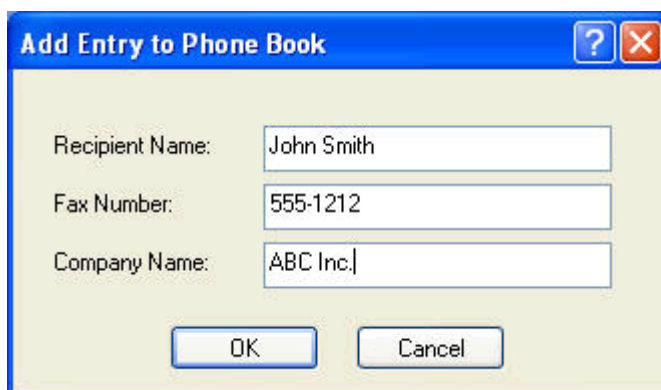 Add Entry to Phone Book
Recipient Name: John Smith
Fax Number: 555-1212
Company Name: ABC Inc.
OK Cancel